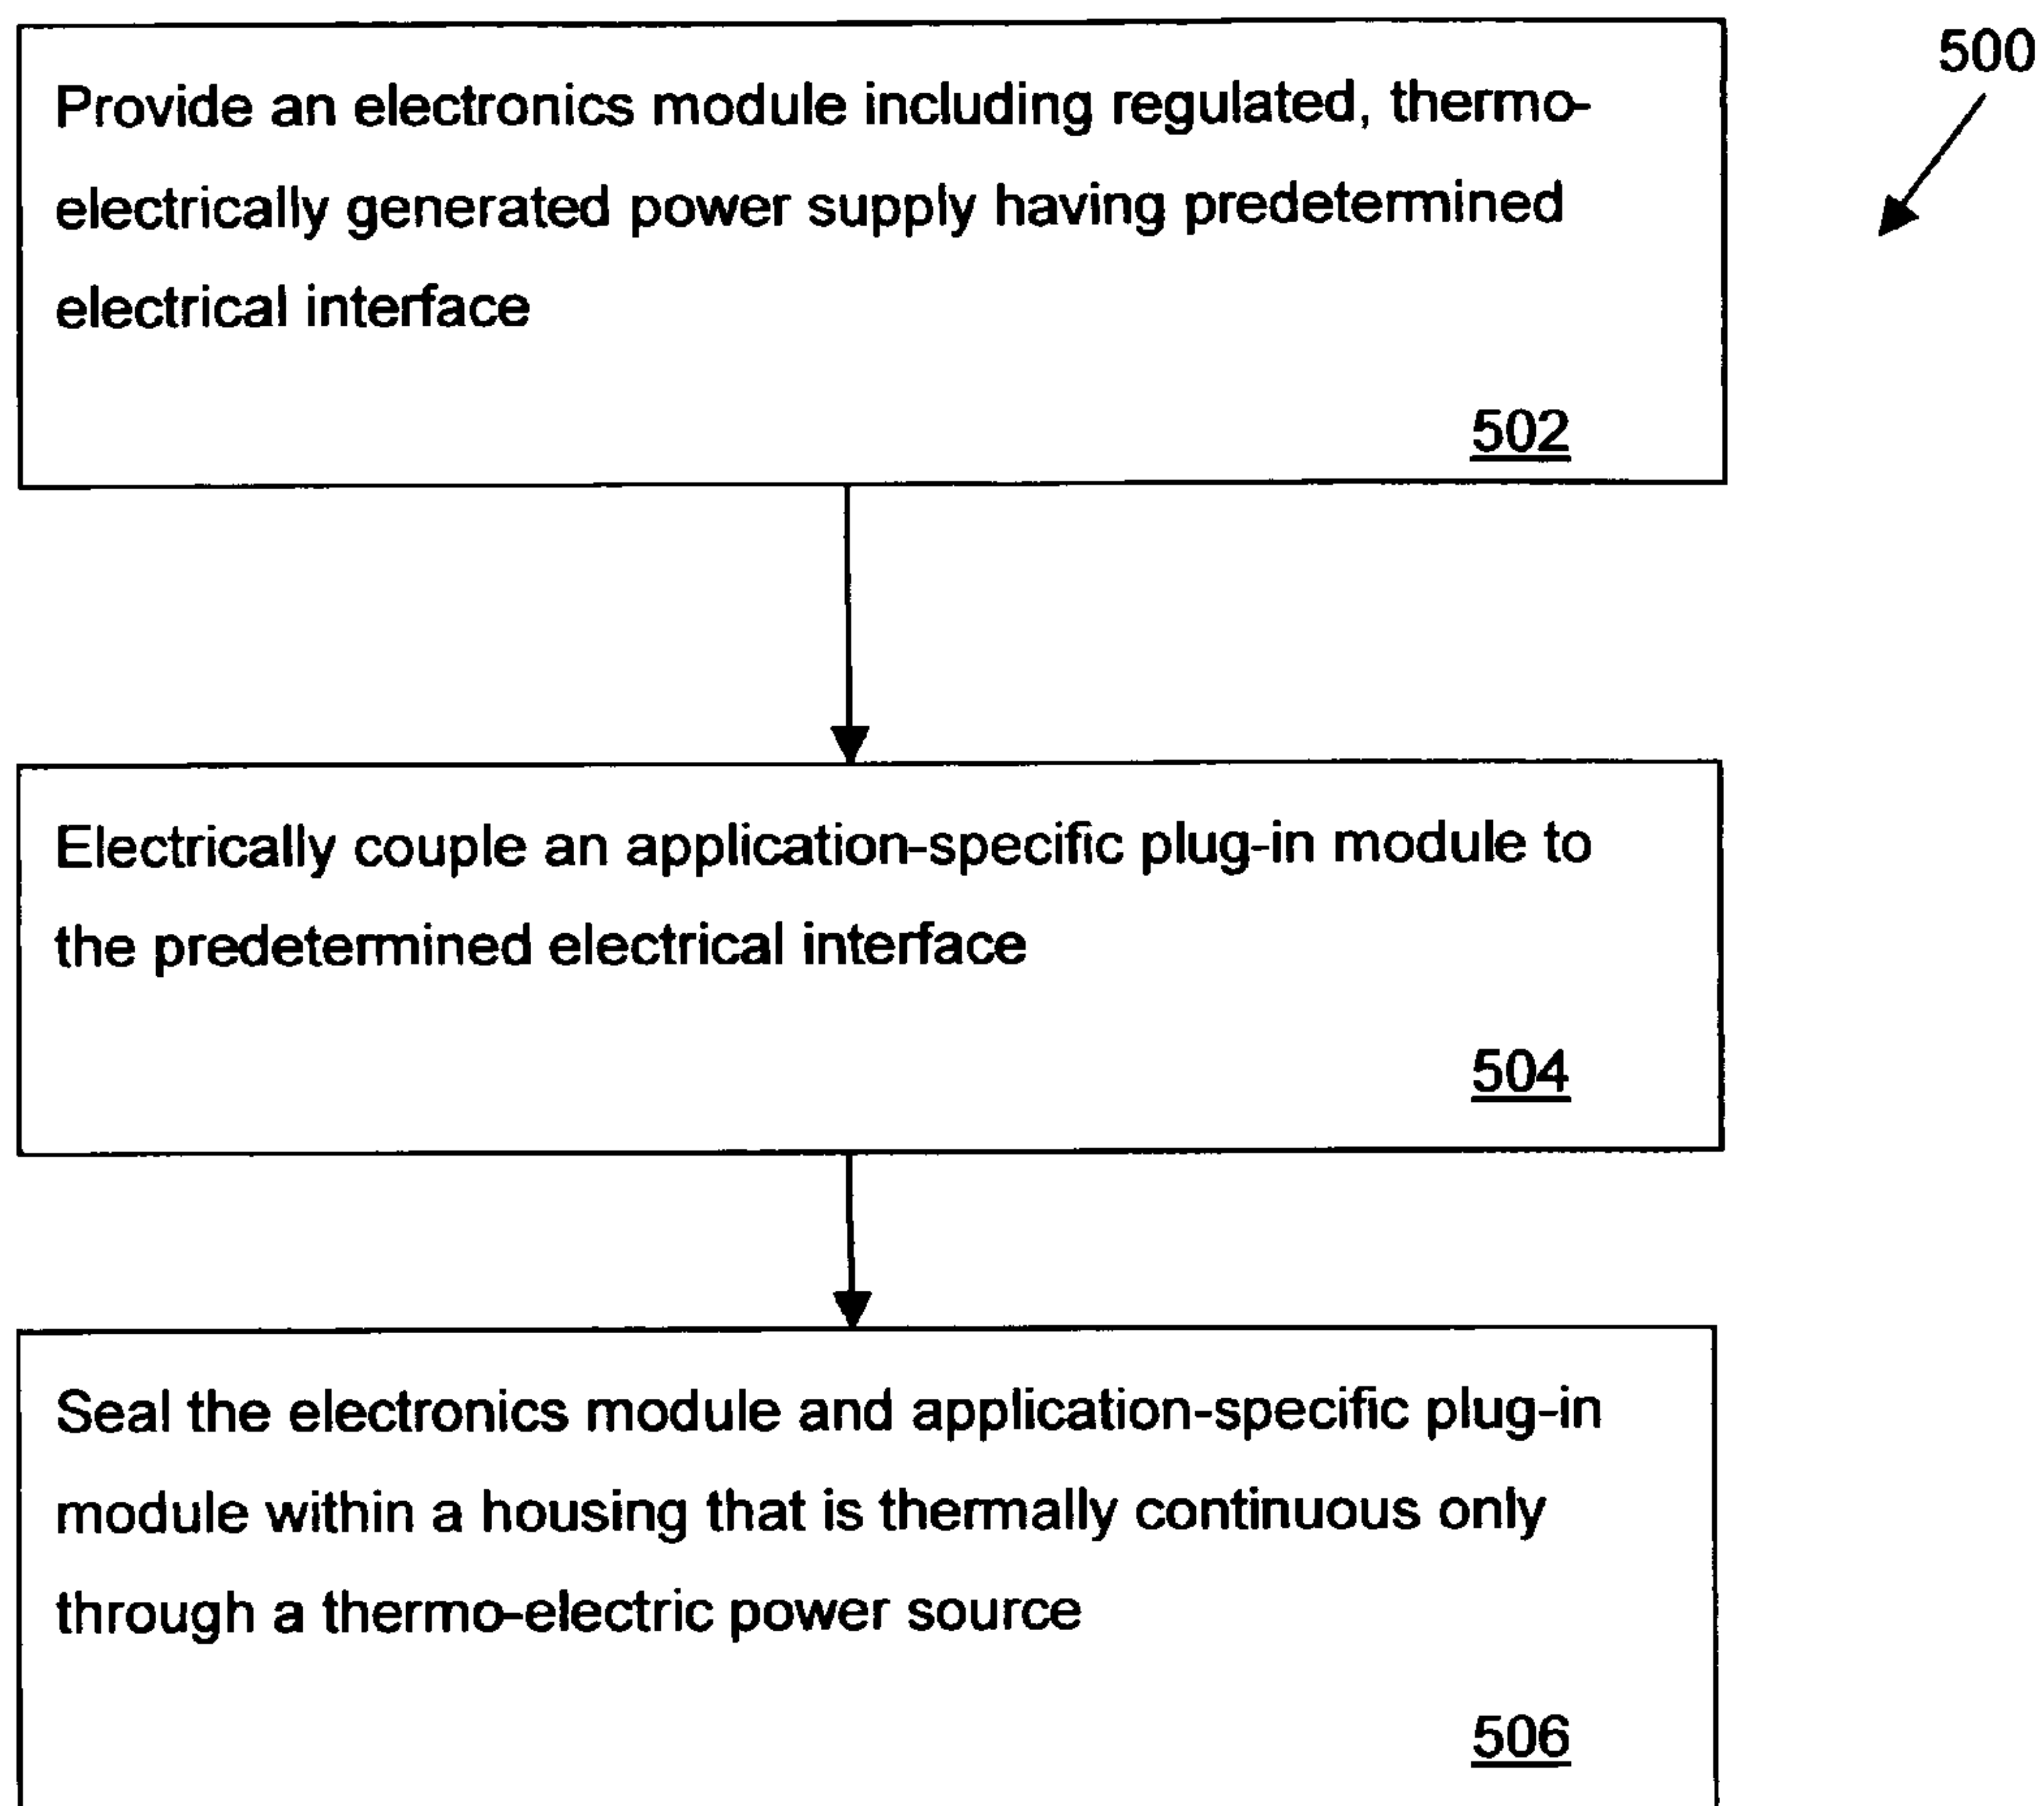 500
Provide an electronics module including regulated, thermo-
electrically generated power supply having predetermined
electrical interface
502
Electrically couple an application-specific plug-in module to
the predetermined electrical interface
504
Seal the electronics module and application-specific plug-in
module within a housing that is thermally continuous only
through a thermo-electric power source
506